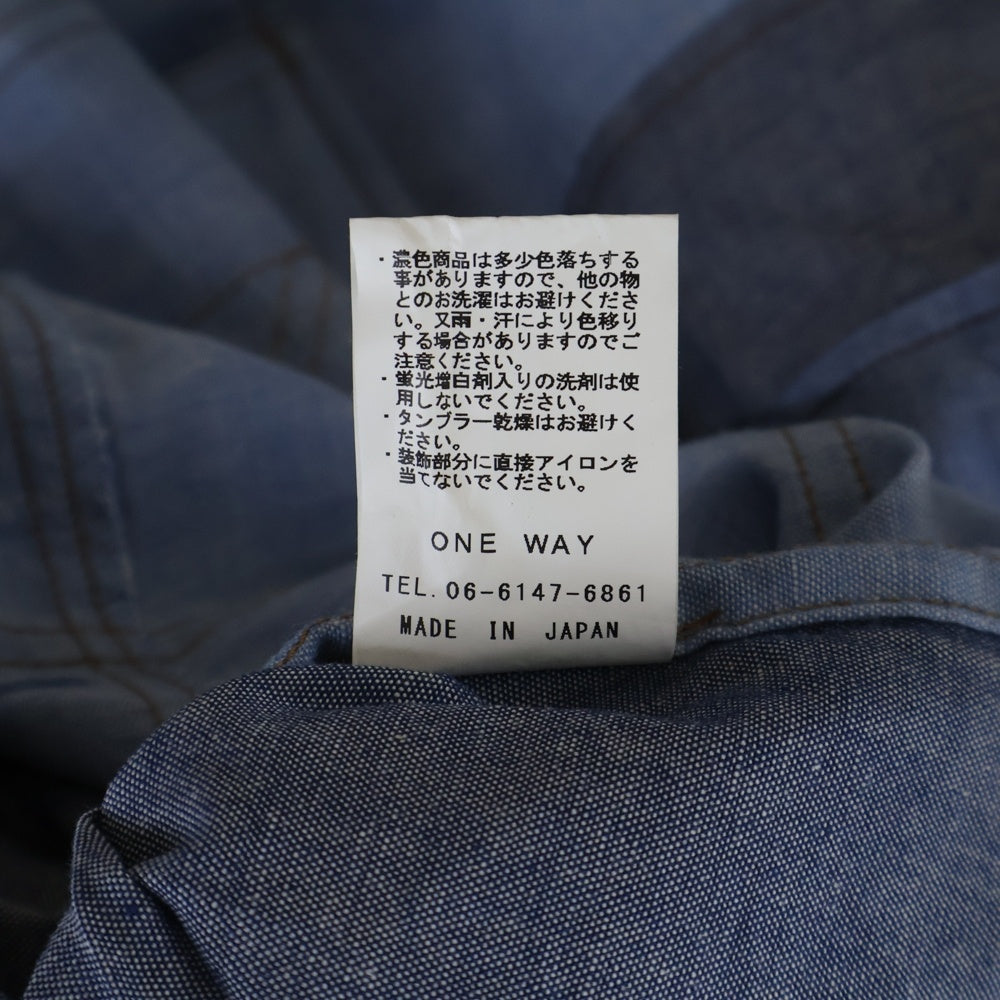 ・濃色商品は多少色落ちする
事がありますので、他の物
とのお洗濯はお避けくださ
い。又雨・汗により色移り
する場合がありますのでご
注意ください。
・蛍光増白剤入りの洗剤は使
用しないでください。
・タンブラー乾燥はお避けく
ださい。
・装飾部分に直接アイロンを
当てないでください。
ONE WAY
TEL. 06-6147-6861
MADE IN JAPAN